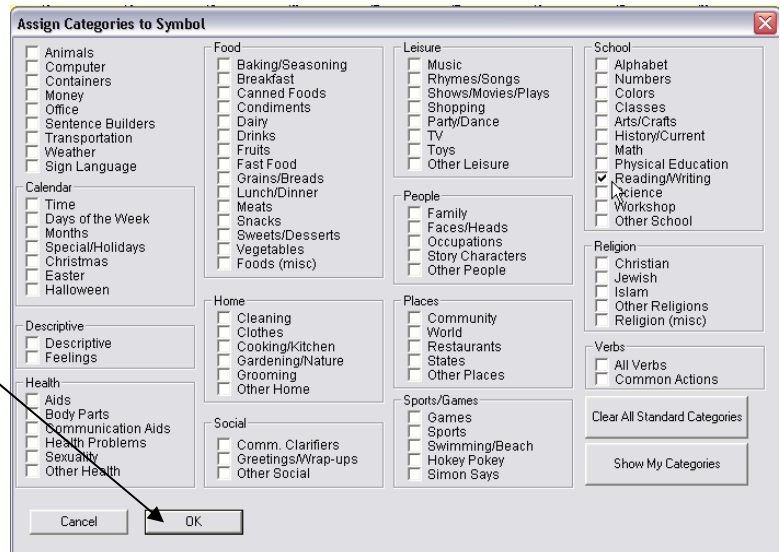 Assign Categories to Symbol
Animals
Computer
Containers
Money
Office
Sentence Builders
Transportation
Weather
Sign Language
Calendar
Time
Days of the Week
Months
Special/Holidays
Christmas
Easter
Halloween
Descriptive
Descriptive
Feelings
Health
Aids
Body Parts
Communication Aids
Health Problems
Sexuality
Other Health
Food
Baking/Seasoning
Breakfast
Canned Foods
Condiments
Dairy
Drinks
Fruits
Fast Food
Grains/Breads
Lunch/Dinner
Meats
Snacks
Sweets/Desserts
Vegetables
Foods (misc)
Home
Cleaning
Clothes
Cooking/Kitchen
Gardening/Nature
Grooming
Other Home
Social
Comm. Clarifiers
Greetings/Wrap-ups
Other Social
Leisure
Music
Rhymes/Songs
Shows/Movies/Plays
Shopping
Party/Dance
TV
Toys
Other Leisure
People
Family
Faces/Heads
Occupations
Story Characters
Other People
Places
Community
World
Restaurants
States
Other Places
Sports/Games
Games
Sports
Swimming/Beach
Hokey Pokey
Simon Says
School
Alphabet
Numbers
Colors
Classes
Arts/Crafts
History/Current
Math
Physical Education
Reading/Writing
Science
Workshop
Other School
Religion
Christian
Jewish
Islam
Other Religions
Religion (misc)
Verbs
All Verbs
Common Actions
Clear All Standard Categories
Show My Categories
Cancel
OK